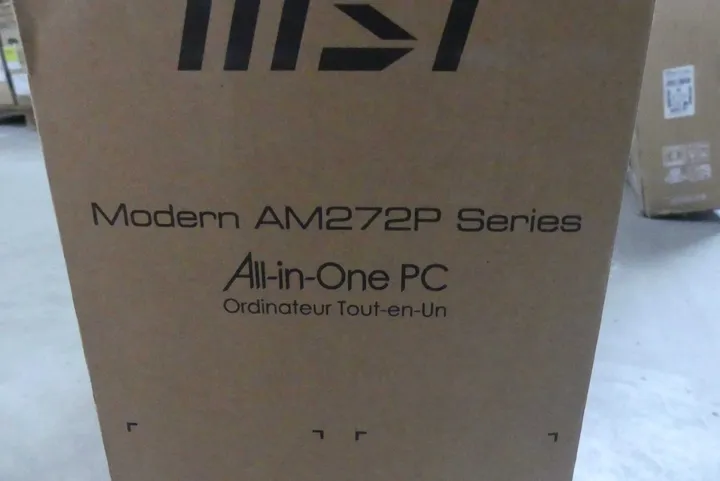 msi
Modern AM272P Series
All-in-One PC
Ordinateur Tout-en-Un